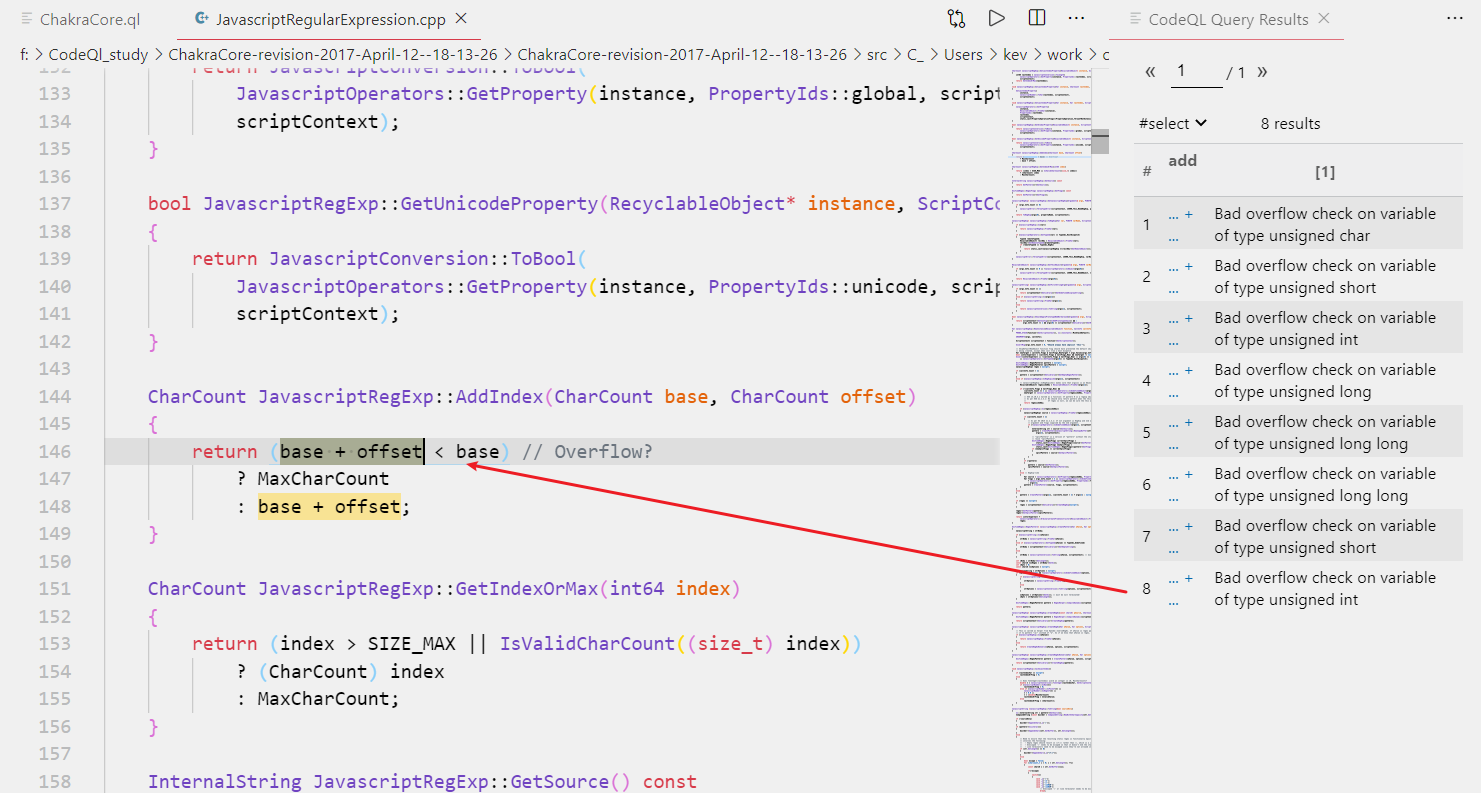 ChakraCore.ql
JavascriptRegularExpression.cpp
CodeQL Query Results
f: > CodeQl_study > ChakraCore-revision-2017-April-12--18-13-26 > ChakraCore-revision-2017-April-12--18-13-26 > src > C_ > Users > kev > work > c
132 return JavascriptConversion::ToBool(
133 JavascriptOperators::GetProperty(instance, PropertyIds::global, script
134 scriptContext);
135 }
136
137 bool JavascriptRegExp::GetUnicodeProperty(RecyclableObject* instance, ScriptCo
138 {
139 return JavascriptConversion::ToBool(
140 JavascriptOperators::GetProperty(instance, PropertyIds::unicode, scrip
141 scriptContext);
142 }
143
144 CharCount JavascriptRegExp::AddIndex(CharCount base, CharCount offset)
145 {
146 return (base + offset < base) // Overflow?
147 ? MaxCharCount
148 : base + offset;
149 }
150
151 CharCount JavascriptRegExp::GetIndexOrMax(int64 index)
152 {
153 return (index > SIZE_MAX || IsValidCharCount((size_t) index))
154 ? (CharCount) index
155 : MaxCharCount;
156 }
157
158 InternalString JavascriptRegExp::GetSource() const
« 1 / 1 »
#select 8 results
# add [1]
1 ... + ... Bad overflow check on variable
of type unsigned char
2 ... + ... Bad overflow check on variable
of type unsigned short
3 ... + ... Bad overflow check on variable
of type unsigned int
4 ... + ... Bad overflow check on variable
of type unsigned long
5 ... + ... Bad overflow check on variable
of type unsigned long long
6 ... + ... Bad overflow check on variable
of type unsigned long long
7 ... + ... Bad overflow check on variable
of type unsigned short
8 ... + ... Bad overflow check on variable
of type unsigned int